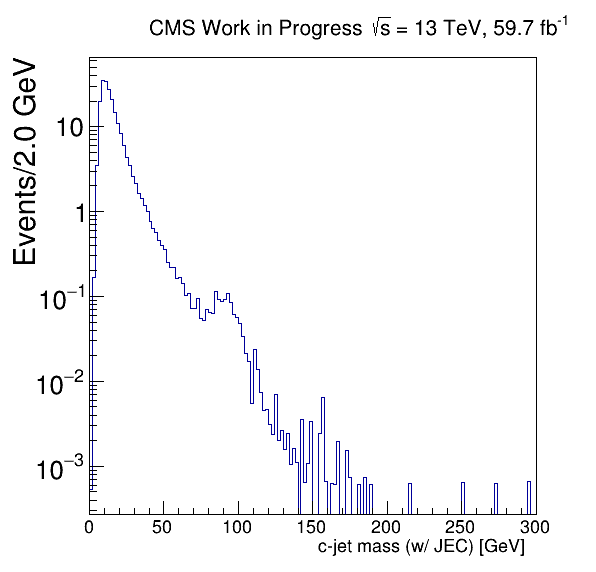 CMS Work in Progress √s = 13 TeV, 59.7 fb⁻¹
Events/2.0 GeV
10
1
10⁻¹
10⁻²
10⁻³
0 50 100 150 200 250 300
c-jet mass (w/ JEC) [GeV]